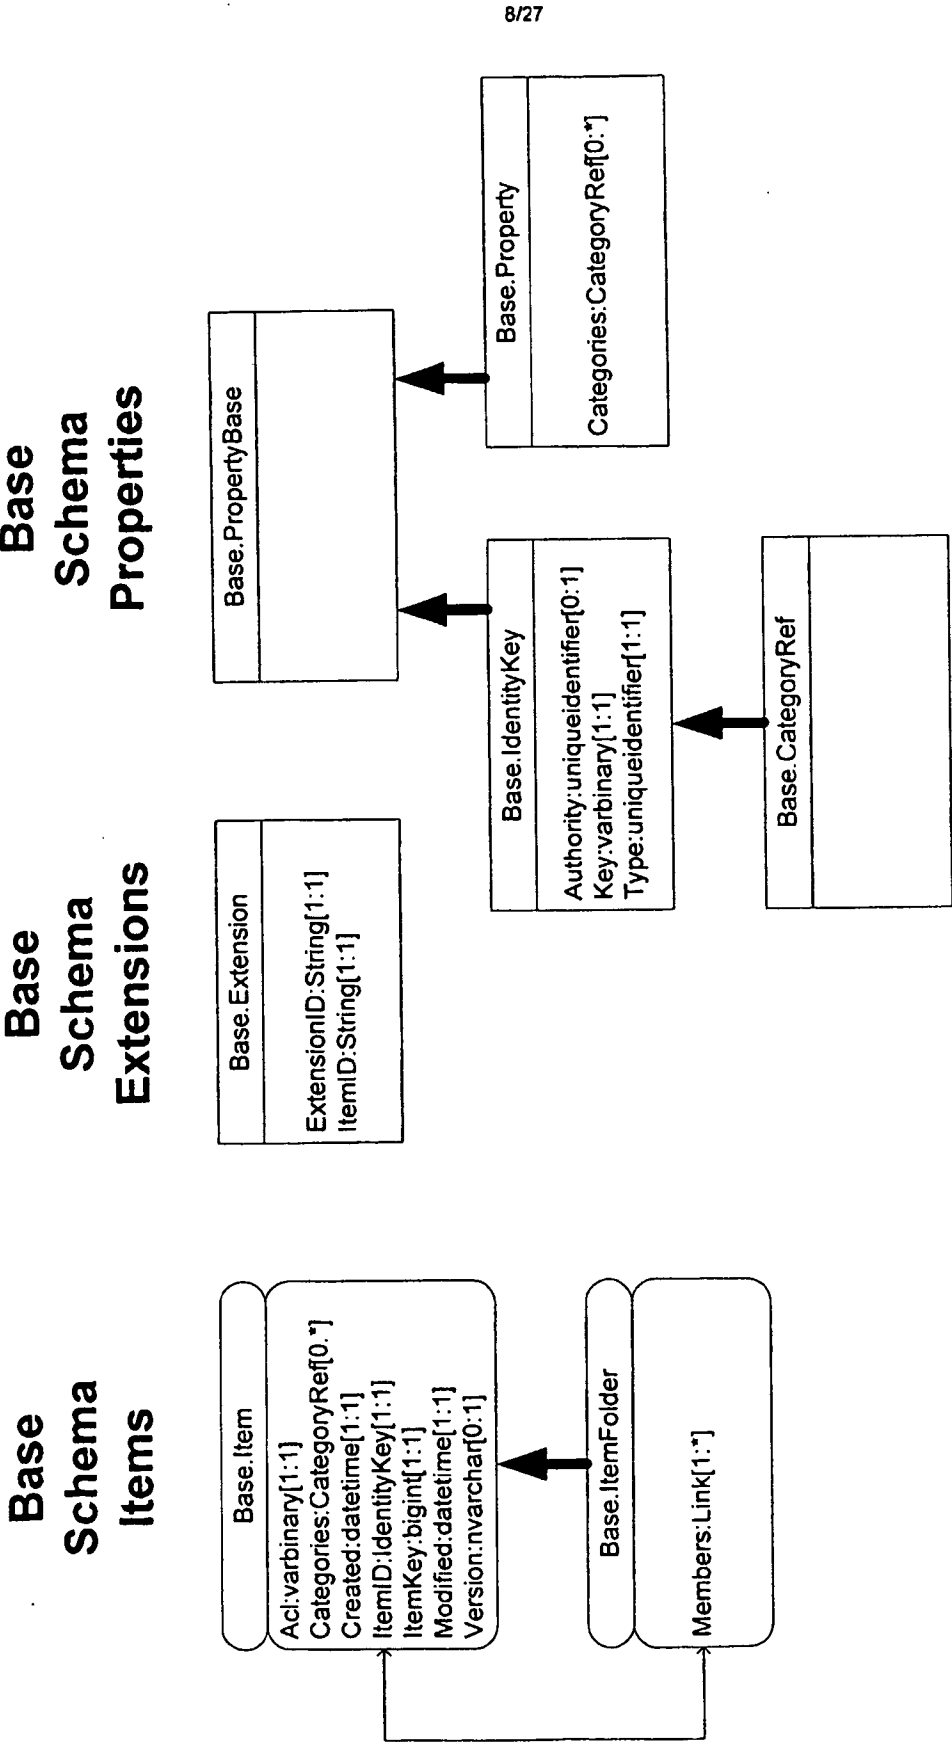 8/27
Base
Schema
Items
Base.Item
Acl:varbinary[1:1]
Categories:CategoryRef[0.*]
Created:datetime[1:1]
ItemID:IdentityKey[1:1]
ItemKey:bigint[1:1]
Modified:datetime[1:1]
Version:nvarchar[0:1]
Base.ItemFolder
Members:Link[1:*]
Base
Schema
Extensions
Base.Extension
ExtensionID:String[1:1]
ItemID:String[1:1]
Base
Schema
Properties
Base.PropertyBase
Base.IdentityKey
Authority:uniqueidentifier[0:1]
Key:varbinary[1:1]
Type:uniqueidentifier[1:1]
Base.Property
Categories:CategoryRef[0:*]
Base.CategoryRef